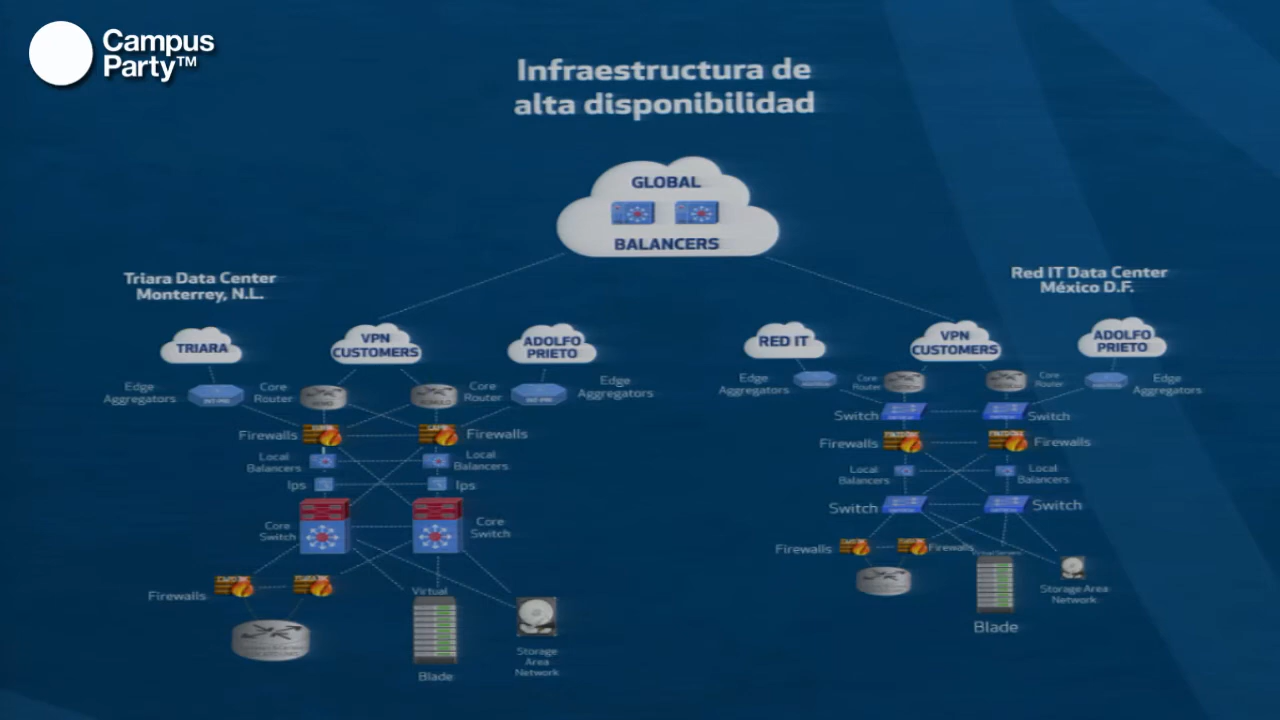 Campus
Party™
Infraestructura de
alta disponibilidad
GLOBAL
BALANCERS
Triara Data Center
Monterrey, N.L.
Red IT Data Center
México D.F.
TRIARA
VPN
CUSTOMERS
ADOLFO
PRIETO
RED IT
VPN
CUSTOMERS
ADOLFO
PRIETO
Edge
Aggregators
Core
Router
Core
Router
Edge
Aggregators
Edge
Aggregators
Core
Router
Core
Router
Edge
Aggregators
Switch
Switch
Firewalls
Firewalls
Firewalls
Firewalls
Local
Balancers
Local
Balancers
Local
Balancers
Local
Balancers
Ips
Ips
Switch
Switch
Core
Switch
Core
Switch
Firewalls
Firewalls
Virtual Servers
Firewalls
Virtual
Storage Area
Network
Blade
Storage
Area
Network
Blade